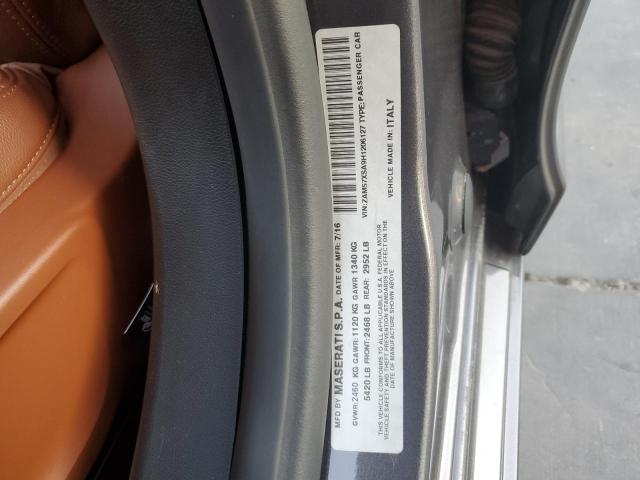 MFD BY MASERATI S.P.A. DATE OF MFR: 7/16
GVWR:2460 KG GAWR:1120 KG GAWR 1340 KG
5420 LB FRONT:2468 LB REAR: 2952 LB
THIS VEHICLE CONFORMS TO ALL APPLICABLE U.S.A. FEDERAL MOTOR
VEHICLE SAFETY AND THEFT PREVENTION STANDARDS IN EFFECT ON THE
DATE OF MANUFACTURE SHOWN ABOVE
VIN:ZAM57XSA9H1206127 TYPE:PASSENGER CAR
VEHICLE MADE IN: ITALY